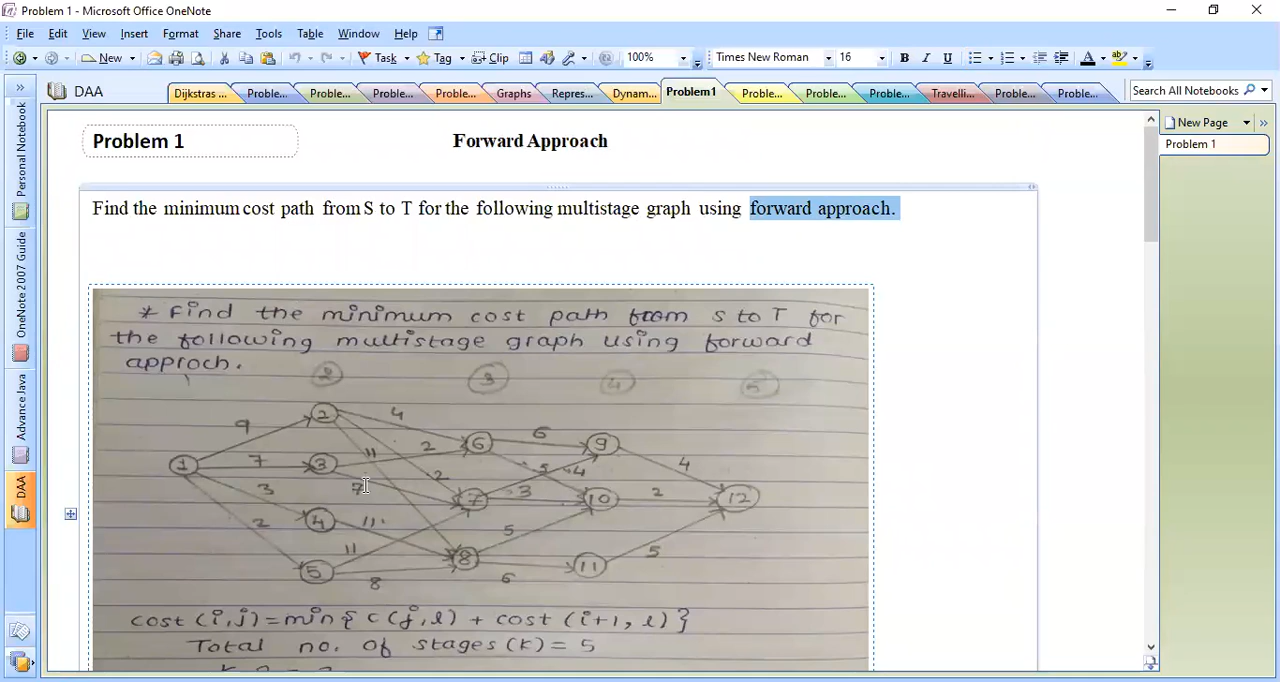 Problem 1 - Microsoft Office OneNote
File Edit View Insert Format Share Tools Table Window Help
New Task Tag Clip 100% Times New Roman 16 B I U A ab
DAA Dijkstras ... Proble... Proble... Proble... Proble... Graphs Repres... Dynam... Problem1 Proble... Proble... Proble... Travelli... Proble... Proble... Search All Notebooks
New Page
Problem 1
Personal Notebook
OneNote 2007 Guide
Advance Java
DAA
Problem 1 Forward Approach
Find the minimum cost path from S to T for the following multistage graph using forward approach.
* Find the minimum cost path from s to T for
the following multistage graph using forward
approch.
2 3 4 5
2 4
9 6 6 9
7 11 2 4
1 3 2 5 4
3 7 7 3 10 2 12
2 4 11 5
11 8 5
5 8 6 11
cost (i,j)=min{ c(j,l) + cost (i+1, l)}
Total no. of stages (k) = 5